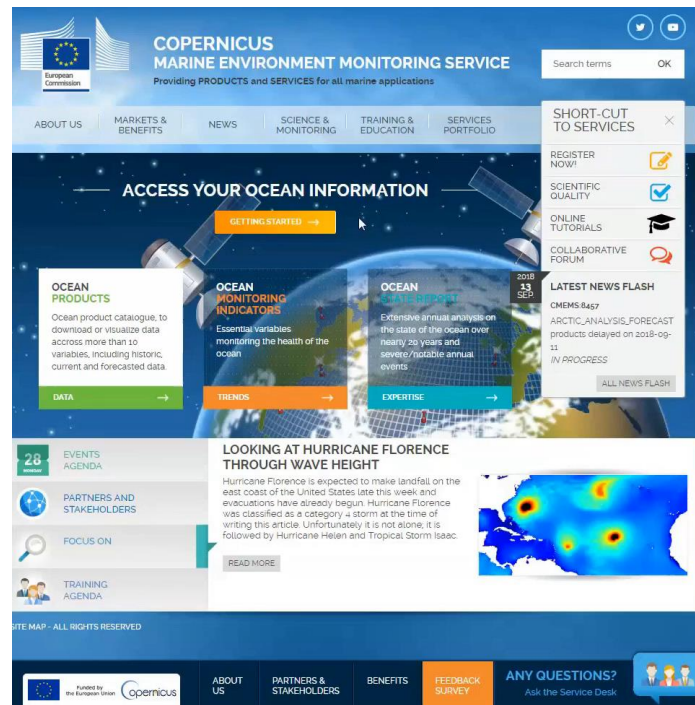 COPERNICUS
MARINE ENVIRONMENT MONITORING SERVICE
Providing PRODUCTS and SERVICES for all marine applications
European
Commission
Search terms
OK
ABOUT US
MARKETS &
BENEFITS
NEWS
SCIENCE &
MONITORING
TRAINING &
EDUCATION
SERVICES
PORTFOLIO
SHORT-CUT
TO SERVICES
REGISTER
NOW!
SCIENTIFIC
QUALITY
ONLINE
TUTORIALS
COLLABORATIVE
FORUM
ACCESS YOUR OCEAN INFORMATION
GETTING STARTED →
OCEAN
PRODUCTS
Ocean product catalogue, to
download or visualize data
accross more than 10
variables, including historic,
current and forecasted data.
DATA →
OCEAN
MONITORING
INDICATORS
Essential variables
monitoring the health of the
ocean
TRENDS →
OCEAN
STATE REPORT
Extensive annual analysis on
the state of the ocean over
nearly 20 years and
severe/notable annual
events
EXPERTISE →
2018
13
SEP
LATEST NEWS FLASH
CMEMS:8457
ARCTIC_ANALYSIS_FORECAST
products delayed on 2018-09-
11
IN PROGRESS
ALL NEWS FLASH
28
EVENTS
AGENDA
PARTNERS AND
STAKEHOLDERS
FOCUS ON
TRAINING
AGENDA
LOOKING AT HURRICANE FLORENCE
THROUGH WAVE HEIGHT
Hurricane Florence is expected to make landfall on the
east coast of the United States late this week and
evacuations have already begun. Hurricane Florence
was classified as a category 4 storm at the time of
writing this article. Unfortunately it is not alone; it is
followed by Hurricane Helen and Tropical Storm Isaac.
READ MORE
SITE MAP - ALL RIGHTS RESERVED
Funded by
the European Union
Copernicus
ABOUT
US
PARTNERS &
STAKEHOLDERS
BENEFITS
FEEDBACK
SURVEY
ANY QUESTIONS?
Ask the Service Desk